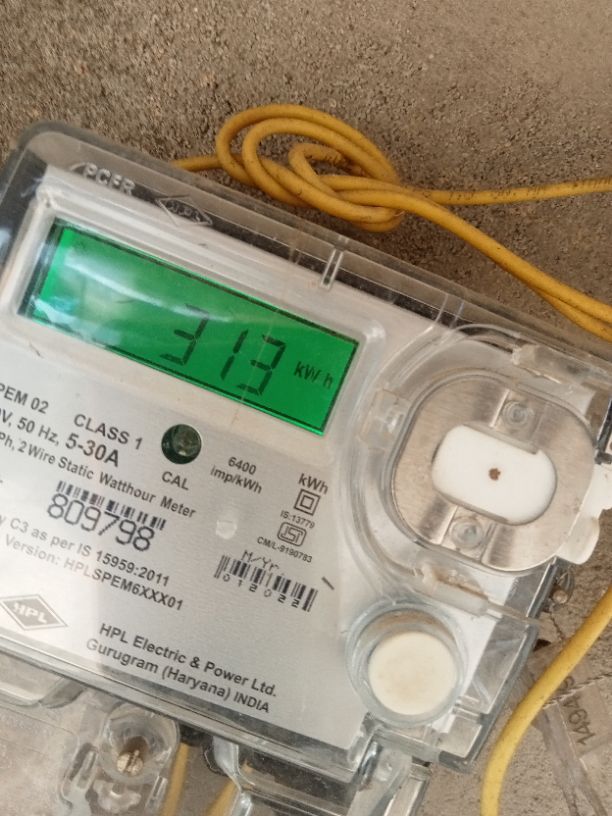 313 kWh
PEM 02 CLASS 1
V, 50 Hz, 5-30A
Ph, 2 Wire Static Watthour Meter
CAL
6400
imp/kWh
kWh
IS:13779
CM/L-9190783
809798
C3 as per IS 15959:2011
Version: HPLSPEM6XXX01
M/Yr.
012022
HPL
HPL Electric & Power Ltd.
Gurugram (Haryana) INDIA